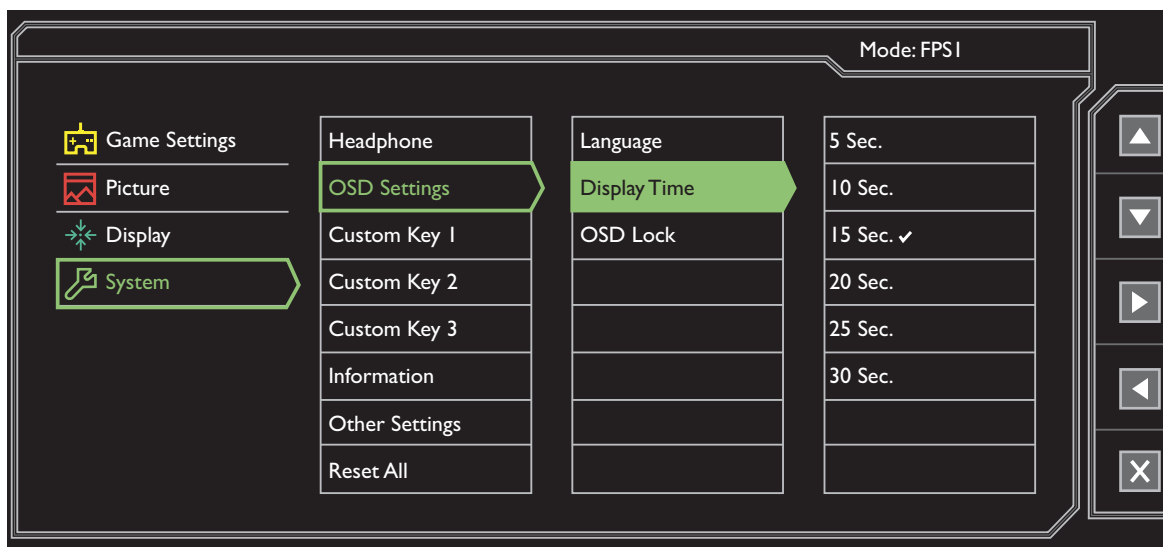 Mode: FPS1
Game Settings
Picture
Display
System
Headphone
OSD Settings
Custom Key 1
Custom Key 2
Custom Key 3
Information
Other Settings
Reset All
Language
Display Time
OSD Lock
5 Sec.
10 Sec.
15 Sec. ✔
20 Sec.
25 Sec.
30 Sec.